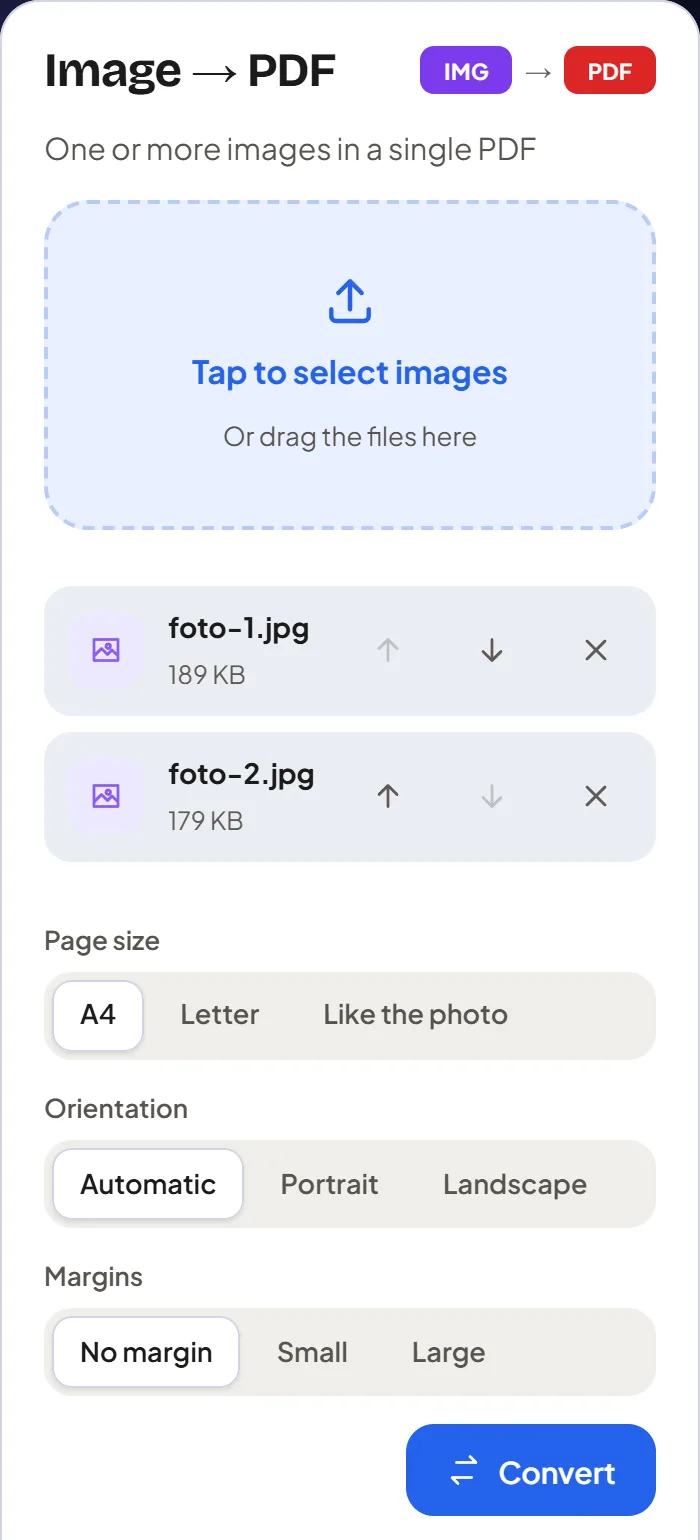 Image → PDF
IMG → PDF
One or more images in a single PDF
Tap to select images
Or drag the files here
foto-1.jpg
189 KB
foto-2.jpg
179 KB
Page size
A4 Letter Like the photo
Orientation
Automatic Portrait Landscape
Margins
No margin Small Large
Convert